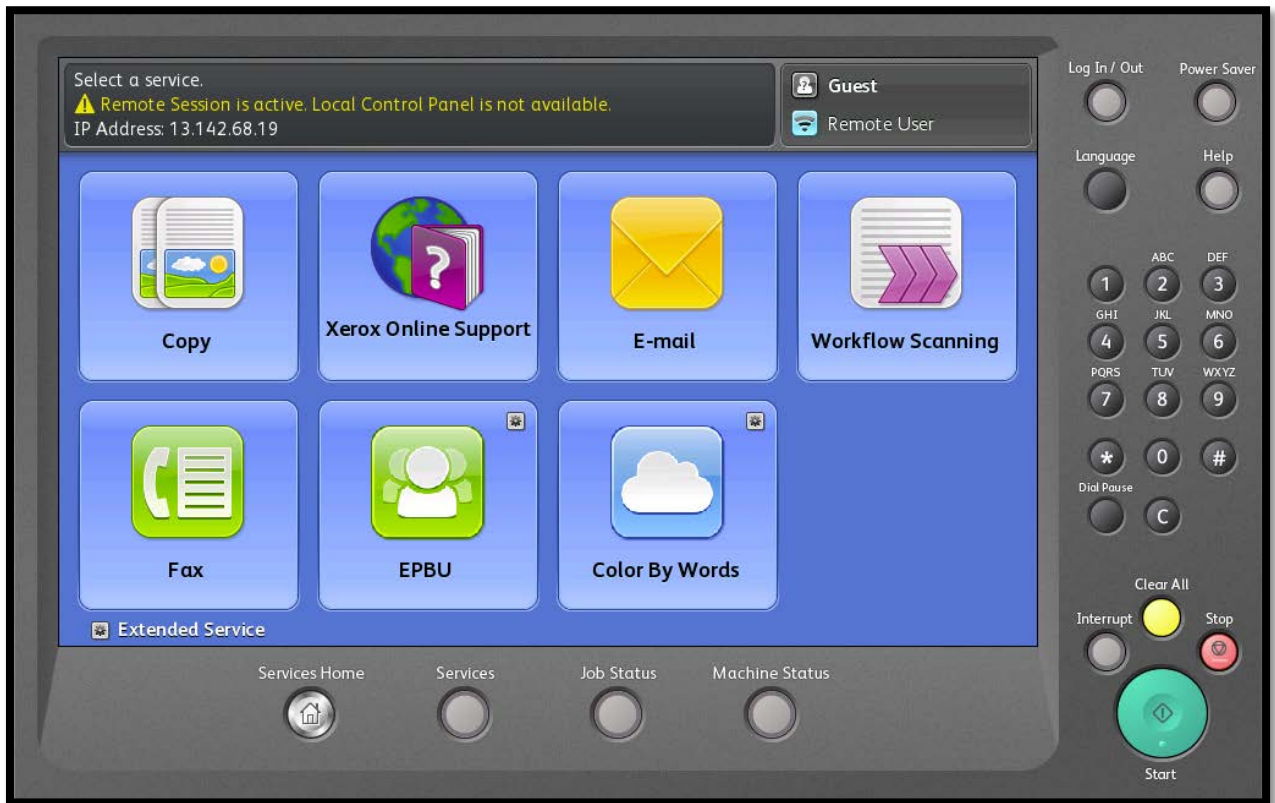 Select a service.
Remote Session is active. Local Control Panel is not available.
IP Address: 13.142.68.19
Guest
Remote User
Log In / Out
Power Saver
Language
Help
Copy
Xerox Online Support
E-mail
Workflow Scanning
Fax
EPBU
Color By Words
Extended Service
ABC DEF
1 2 3
GHI JKL MNO
4 5 6
PQRS TUV WXYZ
7 8 9
* 0 #
Dial Pause
C
Clear All
Interrupt
Stop
Start
Services Home
Services
Job Status
Machine Status